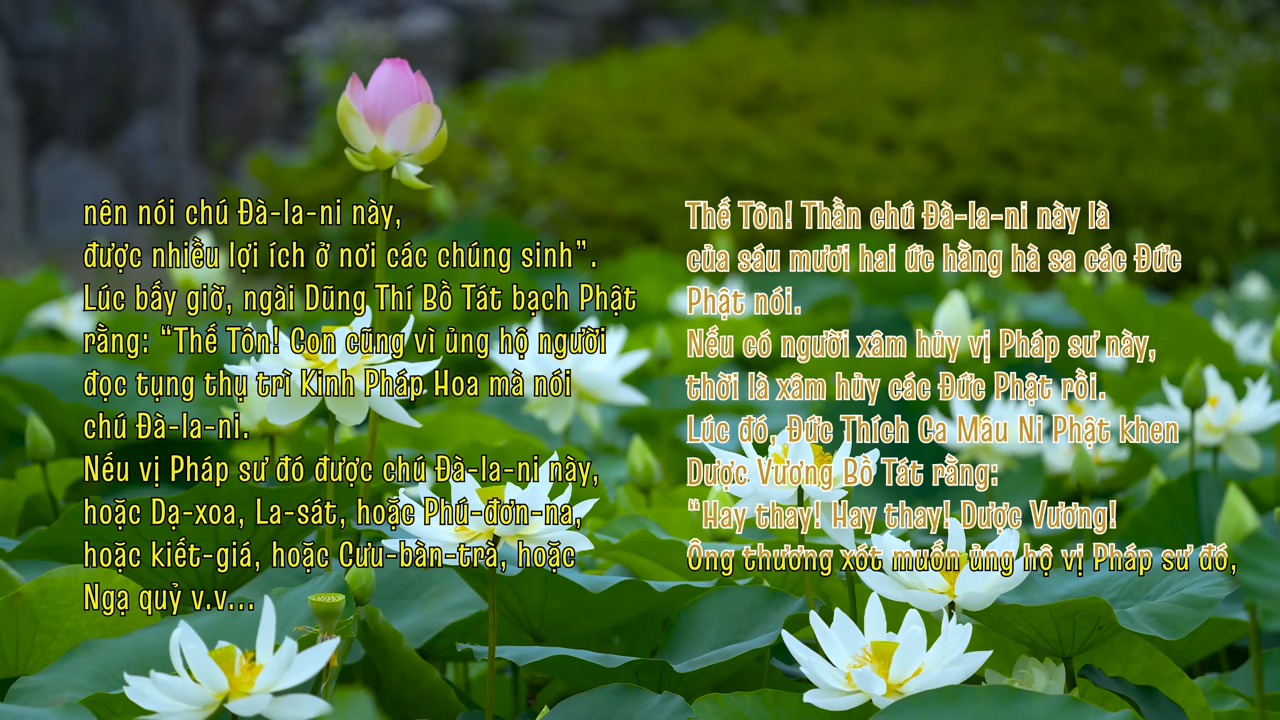 nên nói chú Đà-la-ni này,
được nhiều lợi ích ở nơi các chúng sinh”.
Lúc bấy giờ, ngài Dũng Thí Bồ Tát bạch Phật
rằng: “Thế Tôn! Con cũng vì ủng hộ người
đọc tụng thụ trì Kinh Pháp Hoa mà nói
chú Đà-la-ni.
Nếu vị Pháp sư đó được chú Đà-la-ni này,
hoặc Dạ-xoa, La-sát, hoặc Phú-đơn-na,
hoặc kiết-giá, hoặc Cưu-bàn-trà, hoặc
Ngạ quỷ v.v...
Thế Tôn! Thần chú Đà-la-ni này là
của sáu mươi hai ức hằng hà sa các Đức
Phật nói.
Nếu có người xâm hủy vị Pháp sư này,
thời là xâm hủy các Đức Phật rồi.
Lúc đó, Đức Thích Ca Mâu Ni Phật khen
Dược Vương Bồ Tát rằng:
“Hay thay! Hay thay! Dược Vương!
Ông thương xót muốn ủng hộ vị Pháp sư đó,